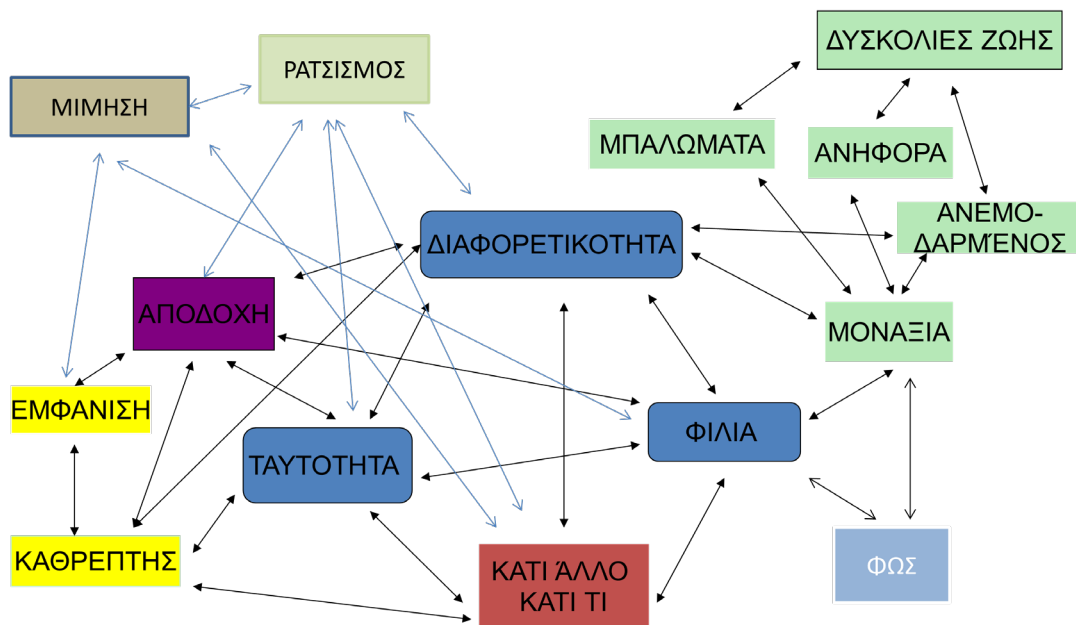 ΔΥΣΚΟΛΙΕΣ ΖΩΗΣ
ΡΑΤΣΙΣΜΟΣ
ΜΙΜΗΣΗ
ΜΠΑΛΩΜΑΤΑ
ΑΝΗΦΟΡΑ
ΑΝΕΜΟ-
ΔΑΡΜΈΝΟΣ
ΔΙΑΦΟΡΕΤΙΚΟΤΗΤΑ
ΑΠΟΔΟΧΗ
ΜΟΝΑΞΙΑ
ΕΜΦΑΝΙΣΗ
ΦΙΛΙΑ
ΤΑΥΤΟΤΗΤΑ
ΚΑΘΡΕΠΤΗΣ
ΚΑΤΙ ΆΛΛΟ
ΚΑΤΙ ΤΙ
ΦΩΣ